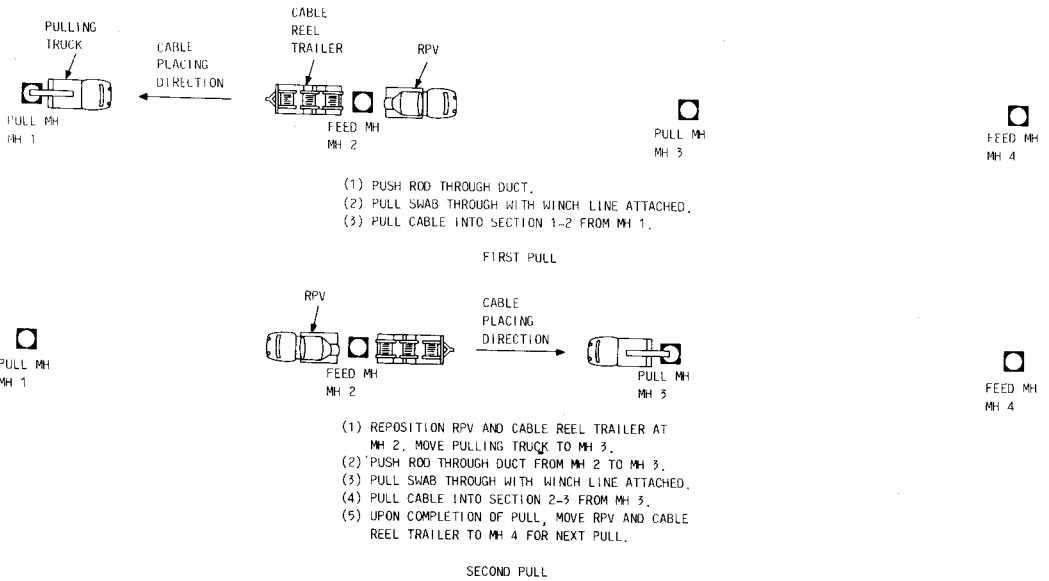 PULLING
TRUCK
CABLE
PLACING
DIRECTION
CABLE
REEL
TRAILER
RPV
PULL MH
MH 1
FEED MH
MH 2
PULL MH
MH 3
FEED MH
MH 4
(1) PUSH ROD THROUGH DUCT.
(2) PULL SWAB THROUGH WITH WINCH LINE ATTACHED.
(3) PULL CABLE INTO SECTION 1-2 FROM MH 1.
FIRST PULL
RPV
CABLE
PLACING
DIRECTION
PULL MH
MH 1
FEED MH
MH 2
PULL MH
MH 3
FEED MH
MH 4
(1) REPOSITION RPV AND CABLE REEL TRAILER AT
MH 2, MOVE PULLING TRUCK TO MH 3.
(2) PUSH ROD THROUGH DUCT FROM MH 2 TO MH 3.
(3) PULL SWAB THROUGH WITH WINCH LINE ATTACHED.
(4) PULL CABLE INTO SECTION 2-3 FROM MH 3.
(5) UPON COMPLETION OF PULL, MOVE RPV AND CABLE
REEL TRAILER TO MH 4 FOR NEXT PULL.
SECOND PULL